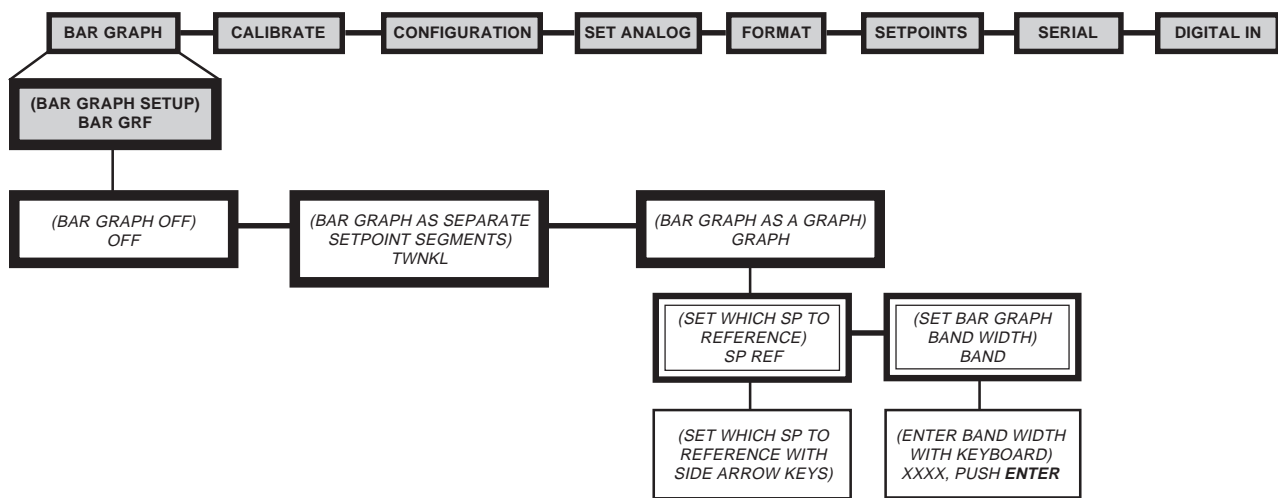 BAR GRAPH CALIBRATE CONFIGURATION SET ANALOG FORMAT SETPOINTS SERIAL DIGITAL IN
(BAR GRAPH SETUP)
BAR GRF
(BAR GRAPH OFF)
OFF
(BAR GRAPH AS SEPARATE
SETPOINT SEGMENTS)
TWNKL
(BAR GRAPH AS A GRAPH)
GRAPH
(SET WHICH SP TO
REFERENCE)
SP REF
(SET BAR GRAPH
BAND WIDTH)
BAND
(SET WHICH SP TO
REFERENCE WITH
SIDE ARROW KEYS)
(ENTER BAND WIDTH
WITH KEYBOARD)
XXXX, PUSH ENTER